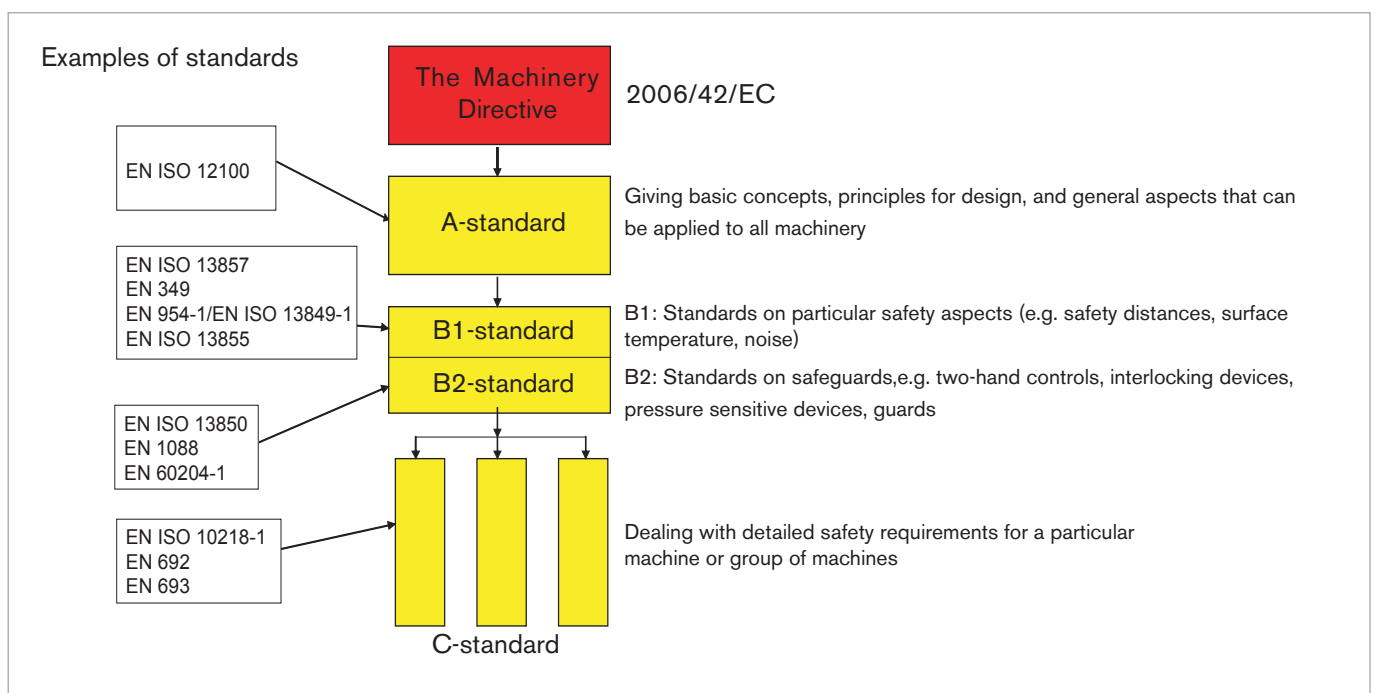 Examples of standards
The Machinery
Directive
2006/42/EC
EN ISO 12100
A-standard
Giving basic concepts, principles for design, and general aspects that can
be applied to all machinery
EN ISO 13857
EN 349
EN 954-1/EN ISO 13849-1
EN ISO 13855
B1-standard
B1: Standards on particular safety aspects (e.g. safety distances, surface
temperature, noise)
B2-standard
B2: Standards on safeguards,e.g. two-hand controls, interlocking devices,
pressure sensitive devices, guards
EN ISO 13850
EN 1088
EN 60204-1
EN ISO 10218-1
EN 692
EN 693
Dealing with detailed safety requirements for a particular
machine or group of machines
C-standard